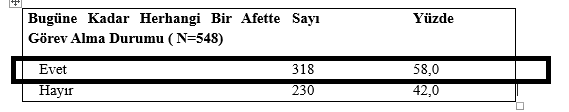 Bugüne Kadar Herhangi Bir Afette Sayı Yüzde
Görev Alma Durumu ( N=548)
Evet 318 58,0
Hayır 230 42,0